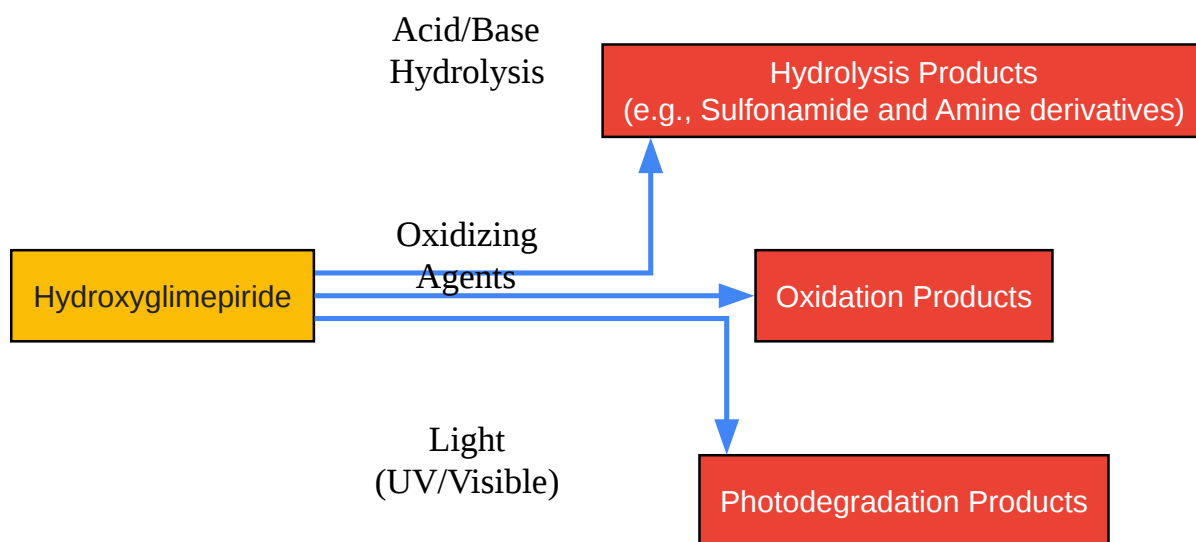 Acid/Base
Hydrolysis
Hydrolysis Products
(e.g., Sulfonamide and Amine derivatives)
Oxidizing
Agents
Hydroxyglimepiride
Oxidation Products
Light
(UV/Visible)
Photodegradation Products